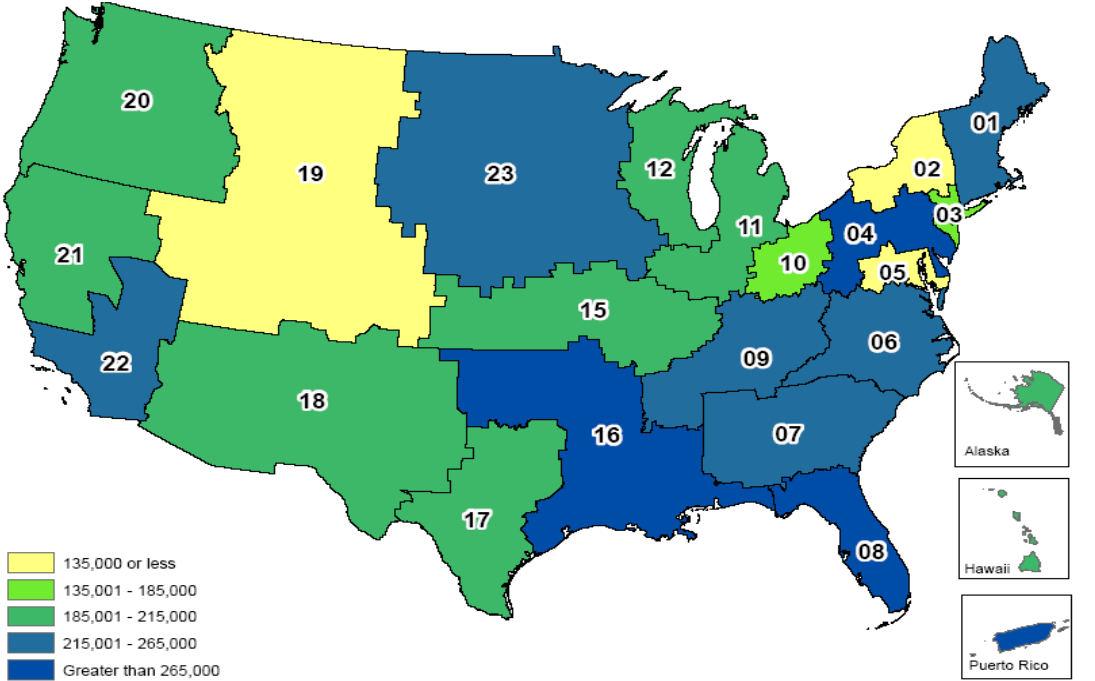 01
20
02
12
19
23
03
11
04
21
10
05
15
06
09
22
18
07
16
Alaska
17
08
135,000 or less
Hawaii
135,001 - 185,000
185,001 - 215,000
215,001 - 265,000
Greater than 265,000
Puerto Rico